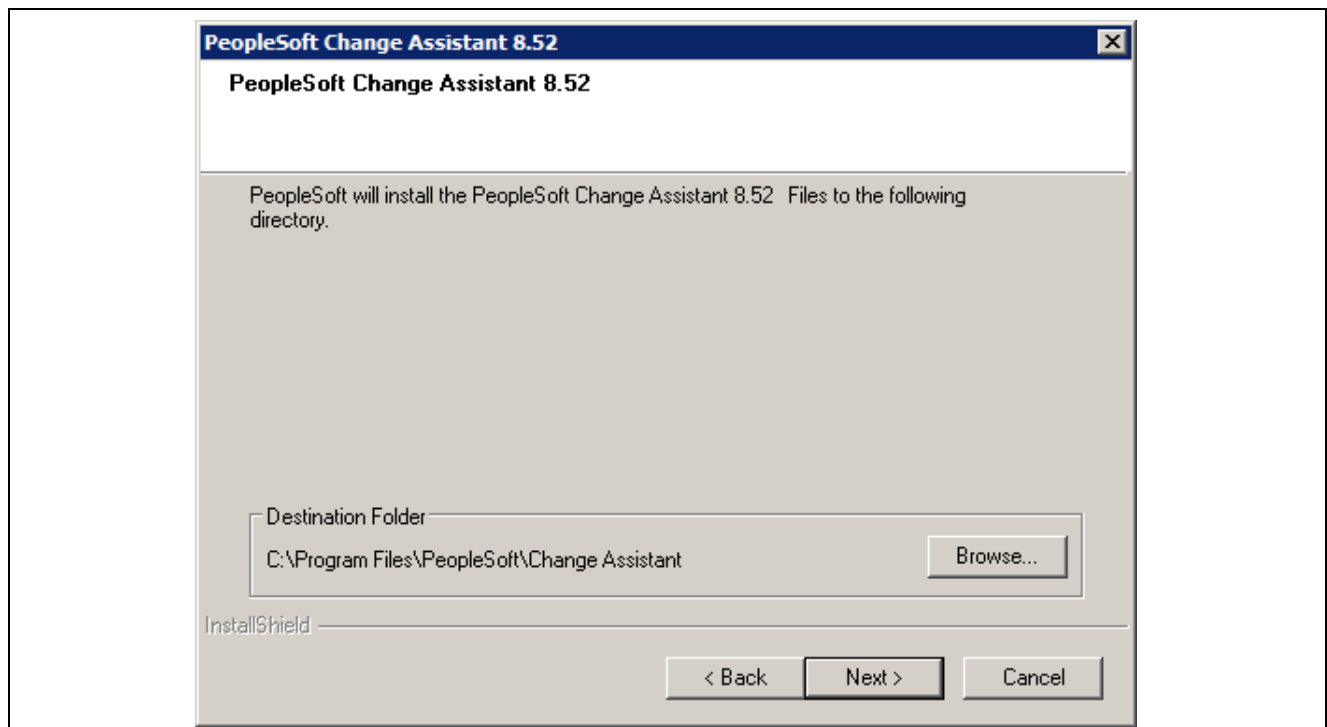 PeopleSoft Change Assistant 8.52
PeopleSoft Change Assistant 8.52
PeopleSoft will install the PeopleSoft Change Assistant 8.52 Files to the following
directory.
Destination Folder
C:\Program Files\PeopleSoft\Change Assistant
Browse...
InstallShield
< Back
Next >
Cancel